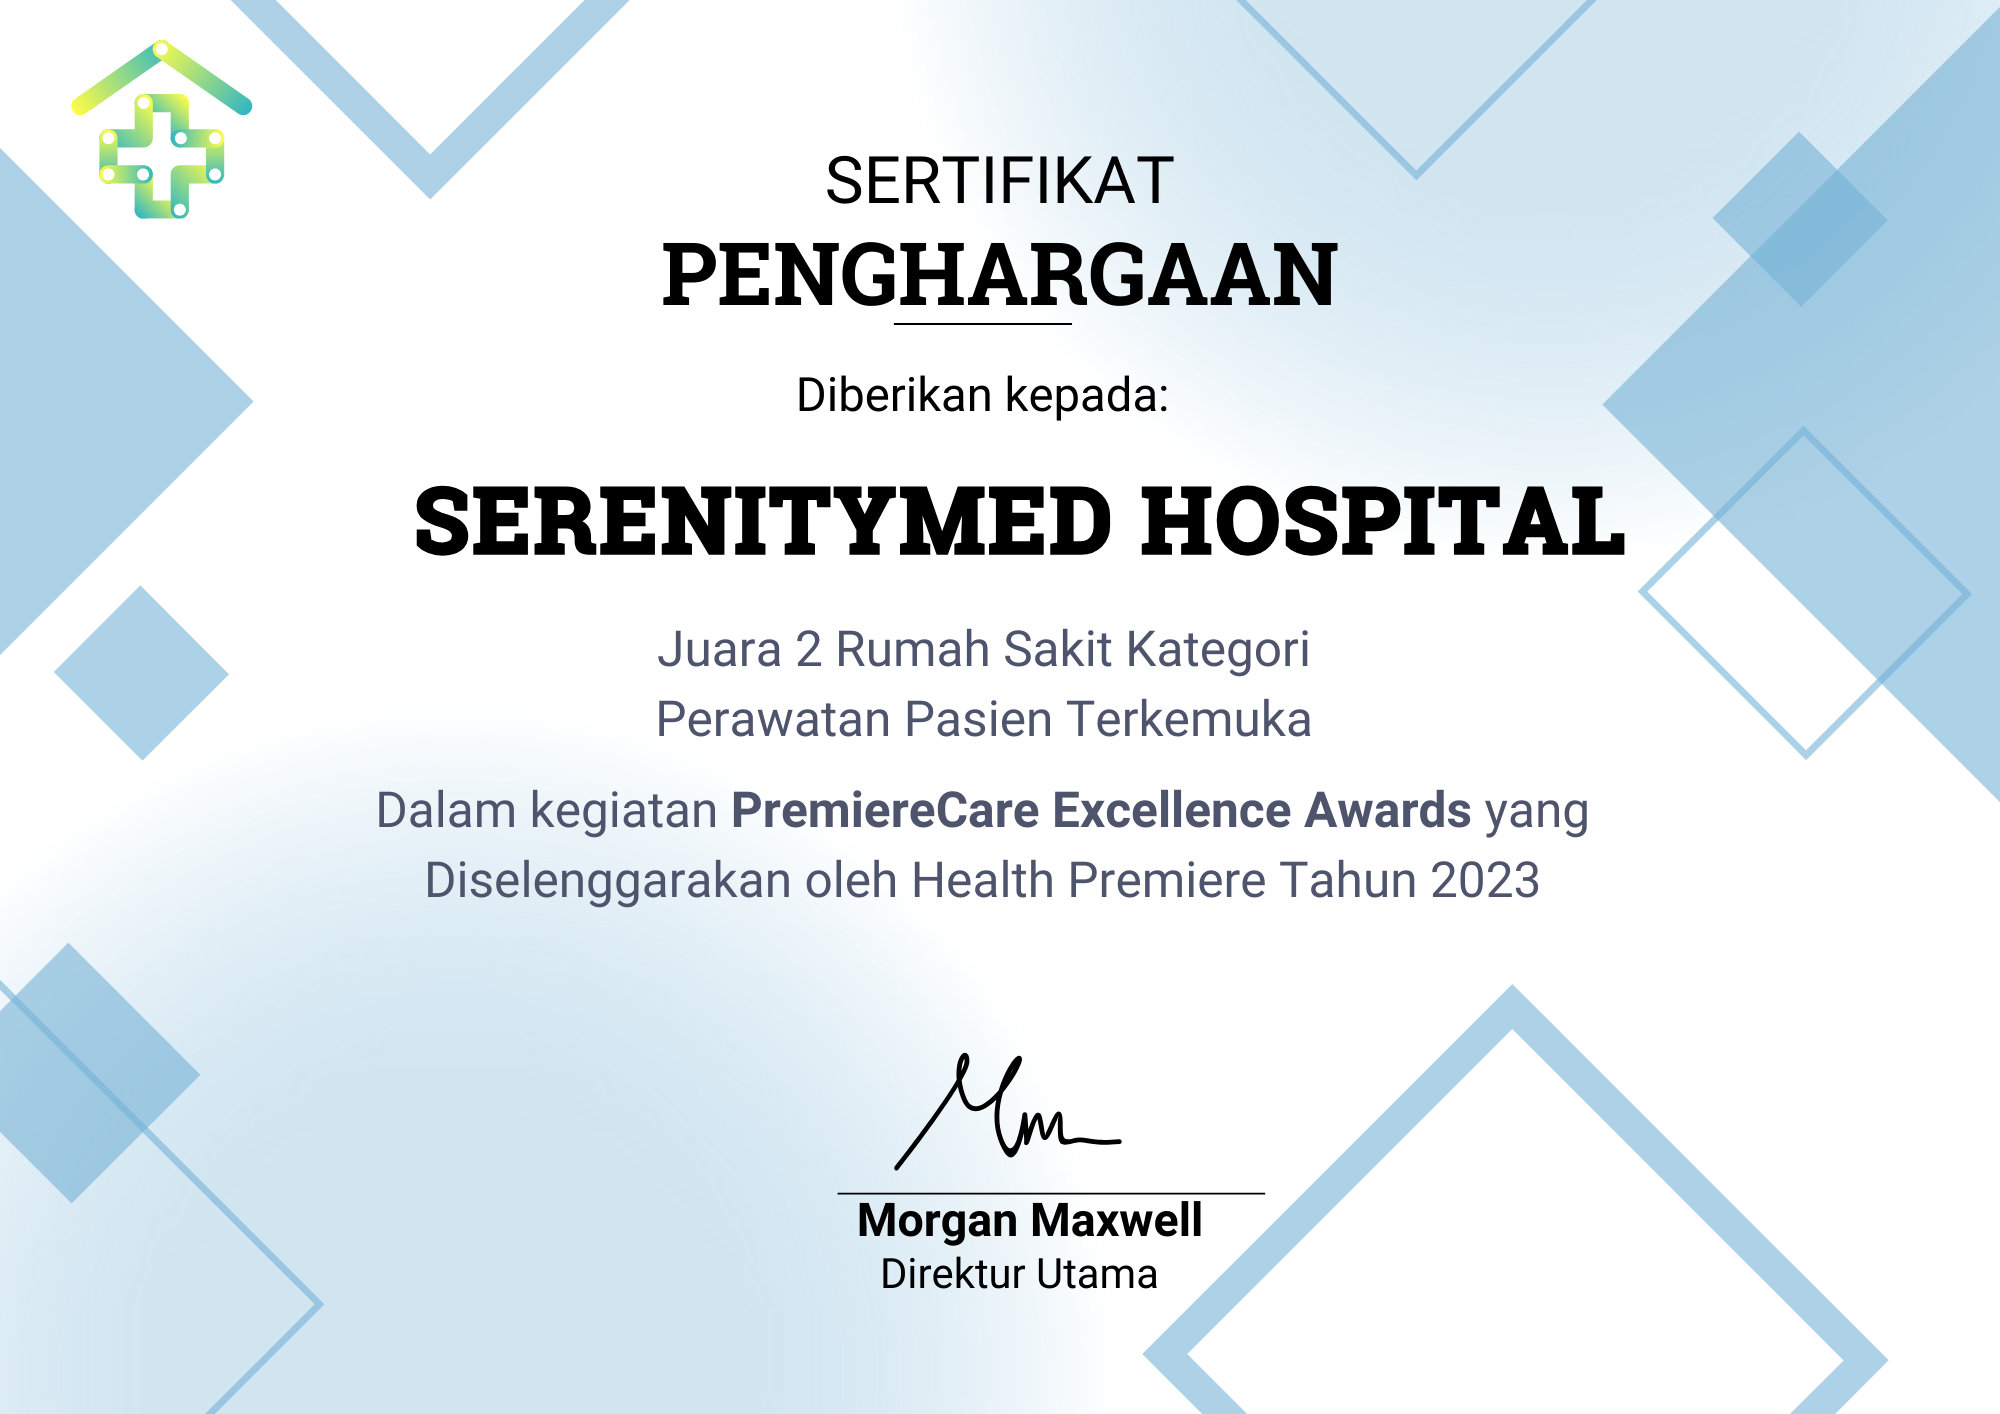 SERTIFIKAT
PENGHARGAAN
Diberikan kepada:
SERENITYMED HOSPITAL
Juara 2 Rumah Sakit Kategori
Perawatan Pasien Terkemuka
Dalam kegiatan PremiereCare Excellence Awards yang
Diselenggarakan oleh Health Premiere Tahun 2023
Morgan Maxwell
Direktur Utama